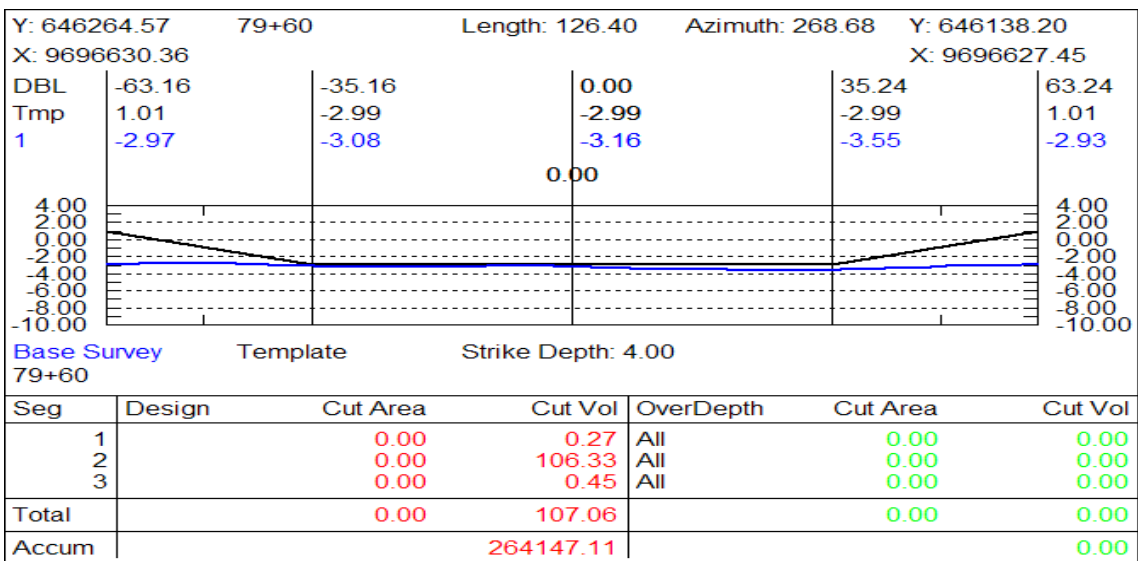 Y: 646264.57 79+60 Length: 126.40 Azimuth: 268.68 Y: 646138.20
X: 9696630.36 X: 9696627.45
DBL -63.16 -35.16 0.00 35.24 63.24
Tmp 1.01 -2.99 -2.99 -2.99 1.01
1 -2.97 -3.08 -3.16 -3.55 -2.93
0.00
4.00 4.00
2.00 2.00
0.00 0.00
-2.00 -2.00
-4.00 -4.00
-6.00 -6.00
-8.00 -8.00
-10.00 -10.00
Base Survey Template Strike Depth: 4.00
79+60
Seg Design Cut Area Cut Vol OverDepth Cut Area Cut Vol
1 0.00 0.27 All 0.00 0.00
2 0.00 106.33 All 0.00 0.00
3 0.00 0.45 All 0.00 0.00
Total 0.00 107.06 0.00 0.00
Accum 264147.11 0.00